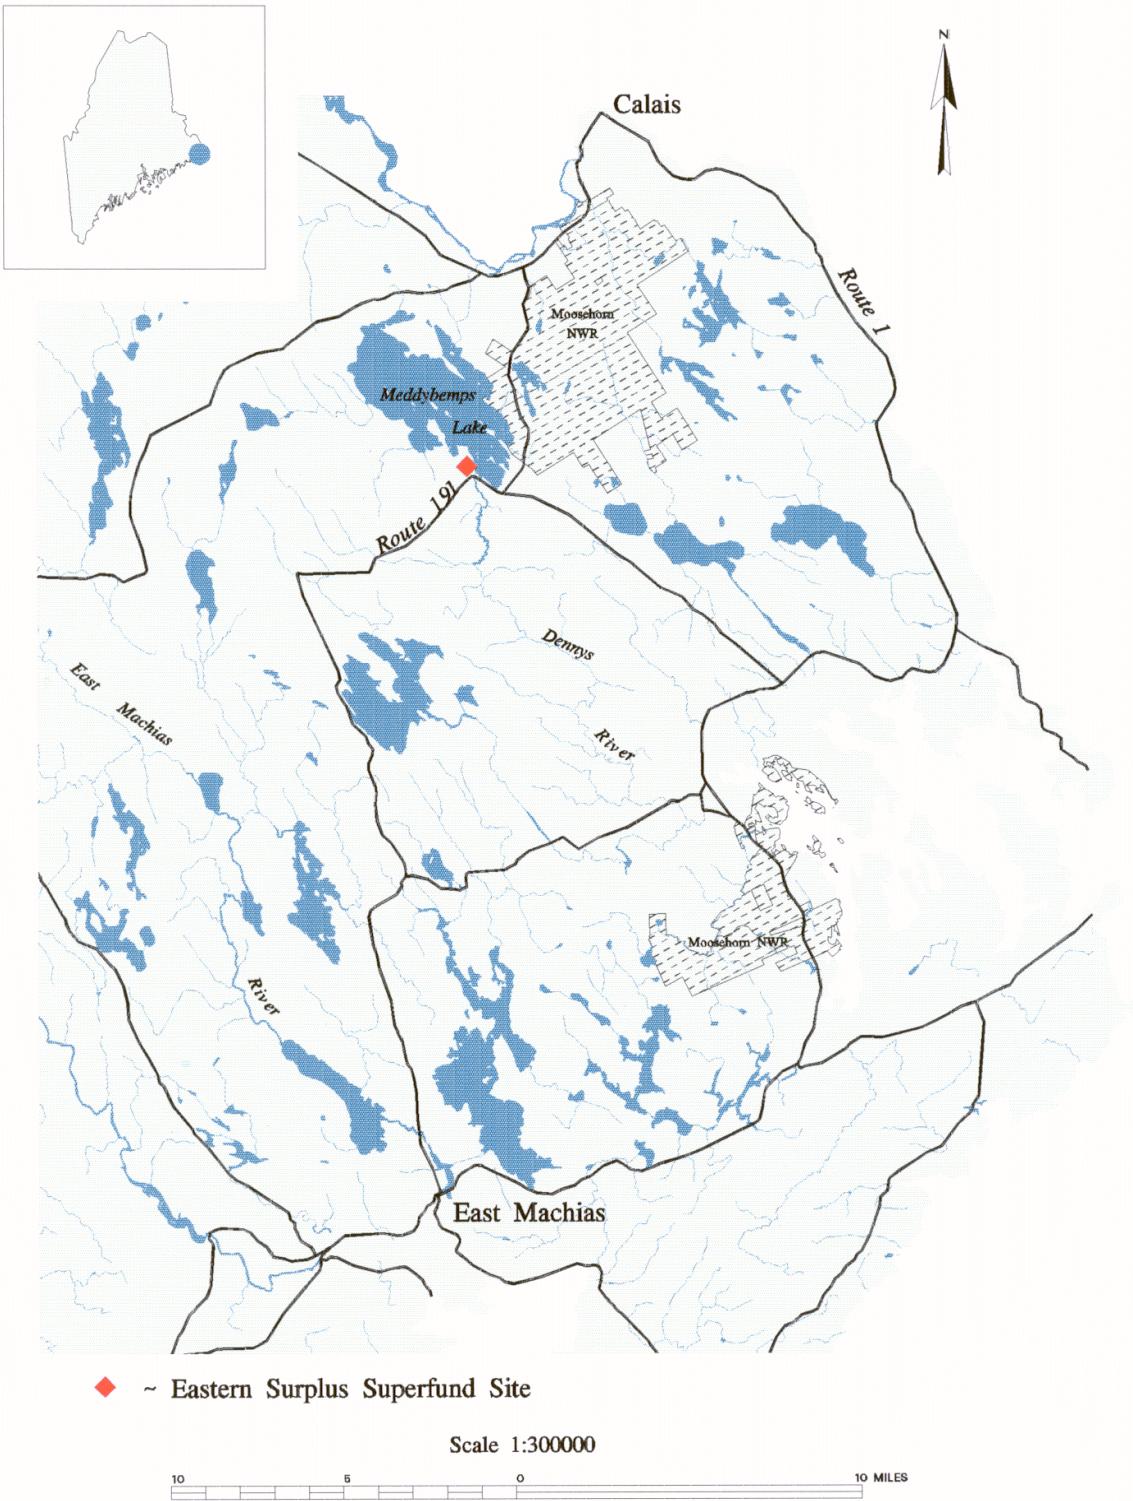 N
Calais
Route 1
Moosehorn
NWR
Meddybemps
Lake
Route 191
Dennys
River
East
Machias
River
Moosehorn NWR
East Machias
~ Eastern Surplus Superfund Site
Scale 1:300000
10 5 0 10 MILES